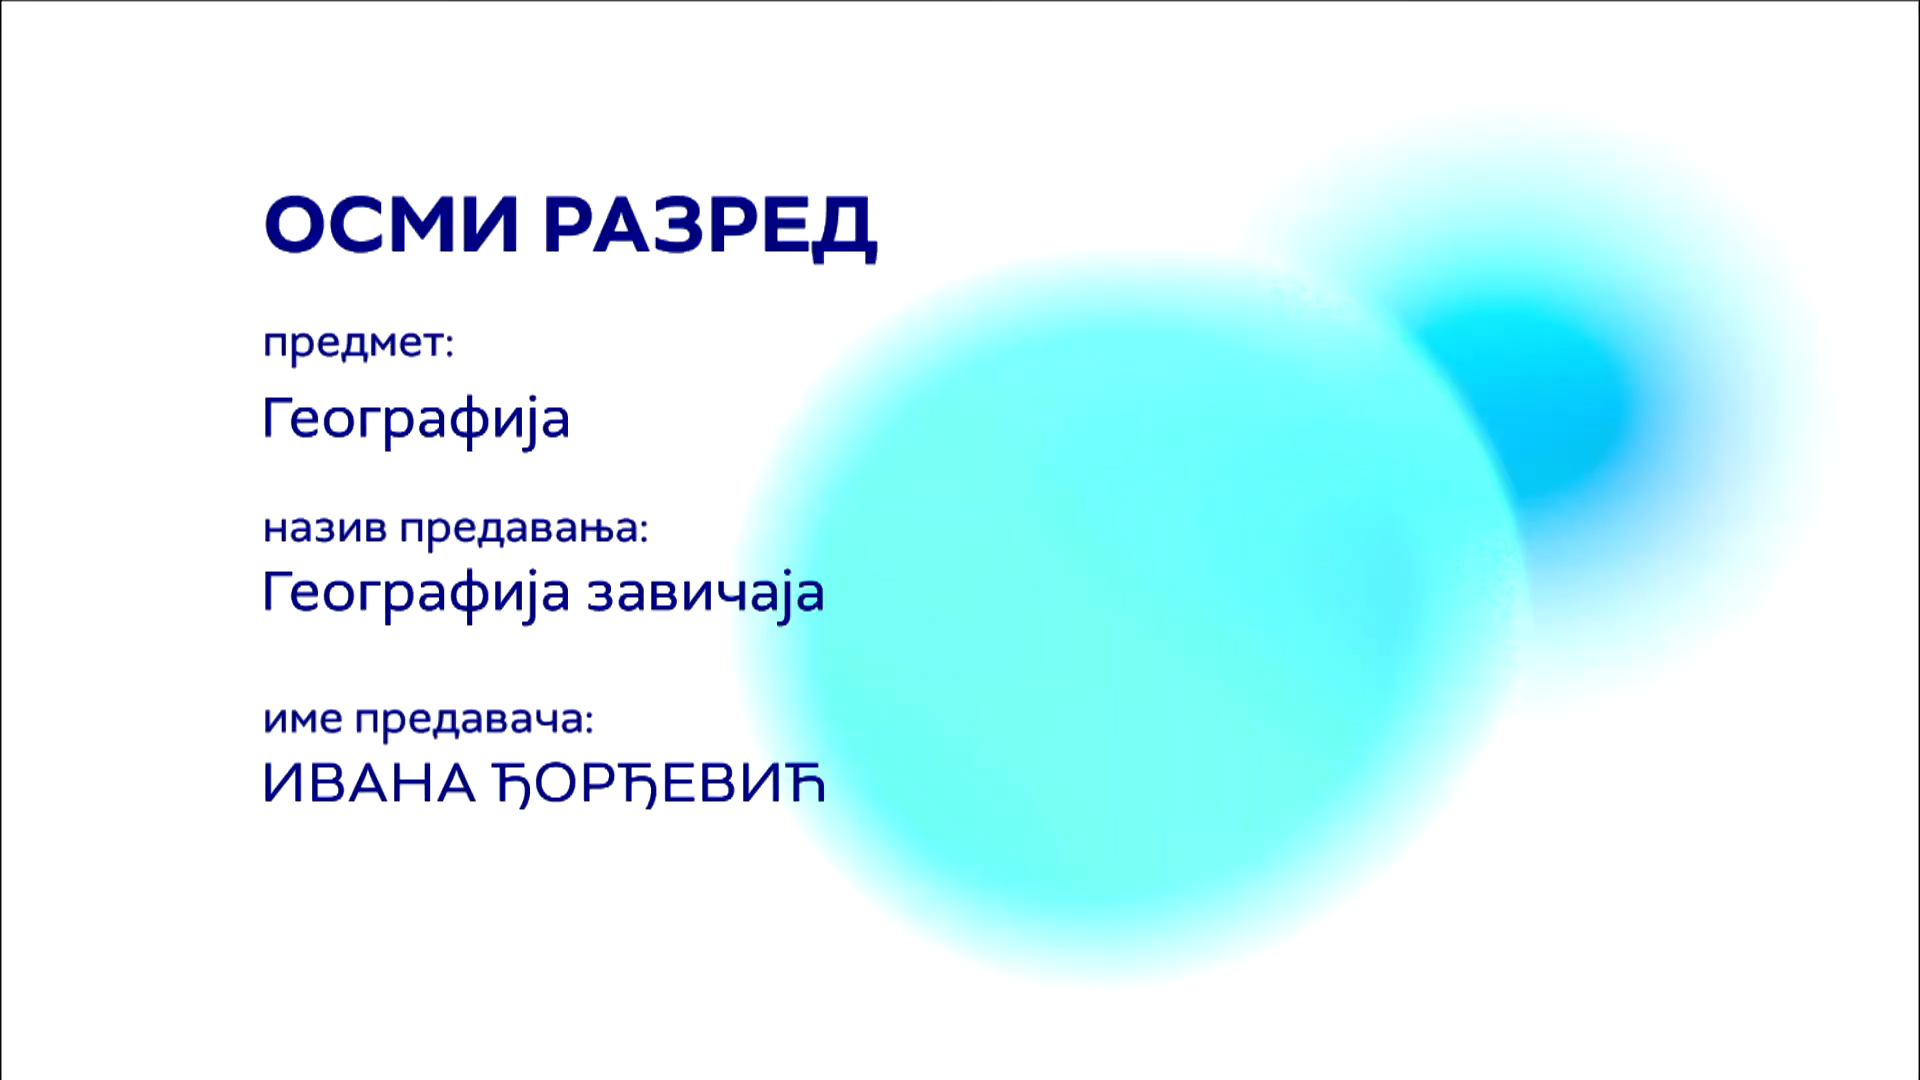 ОСМИ РАЗРЕД
предмет:
Географија
назив предавања:
Географија завичаја
име предавача:
ИВАНА ЂОРЂЕВИЋ